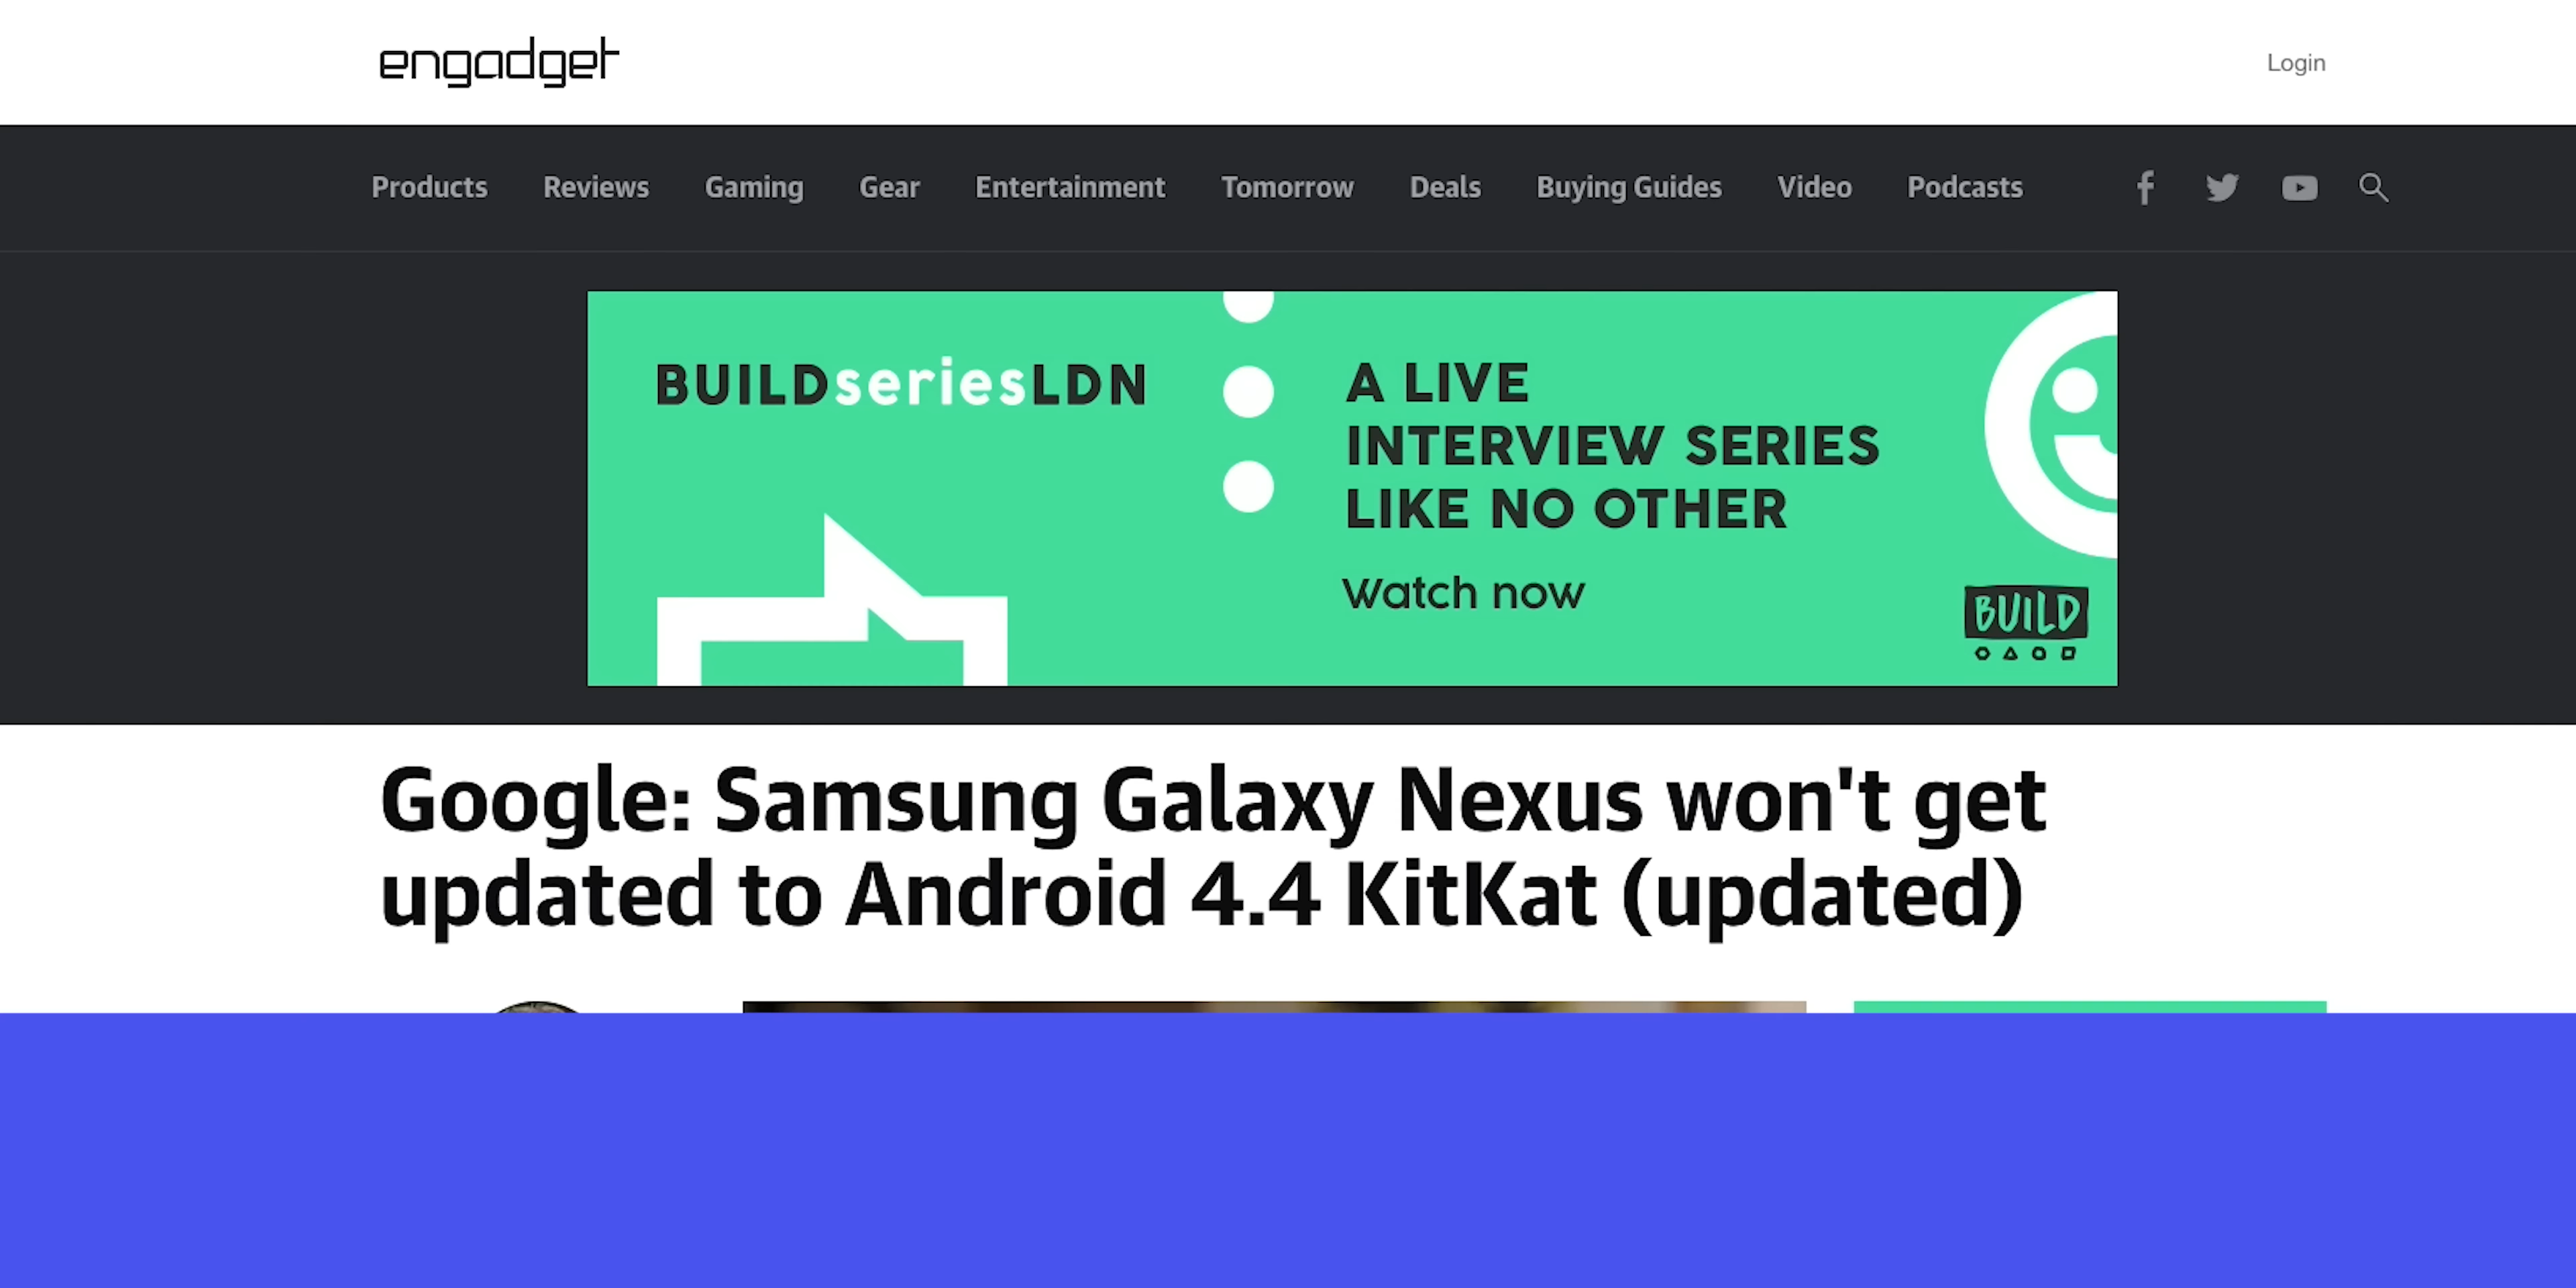 engadget
Login
Products Reviews Gaming Gear Entertainment Tomorrow Deals Buying Guides Video Podcasts
BUILDseriesLDN
A LIVE
INTERVIEW SERIES
LIKE NO OTHER
Watch now
BUILD
Google: Samsung Galaxy Nexus won't get
updated to Android 4.4 KitKat (updated)